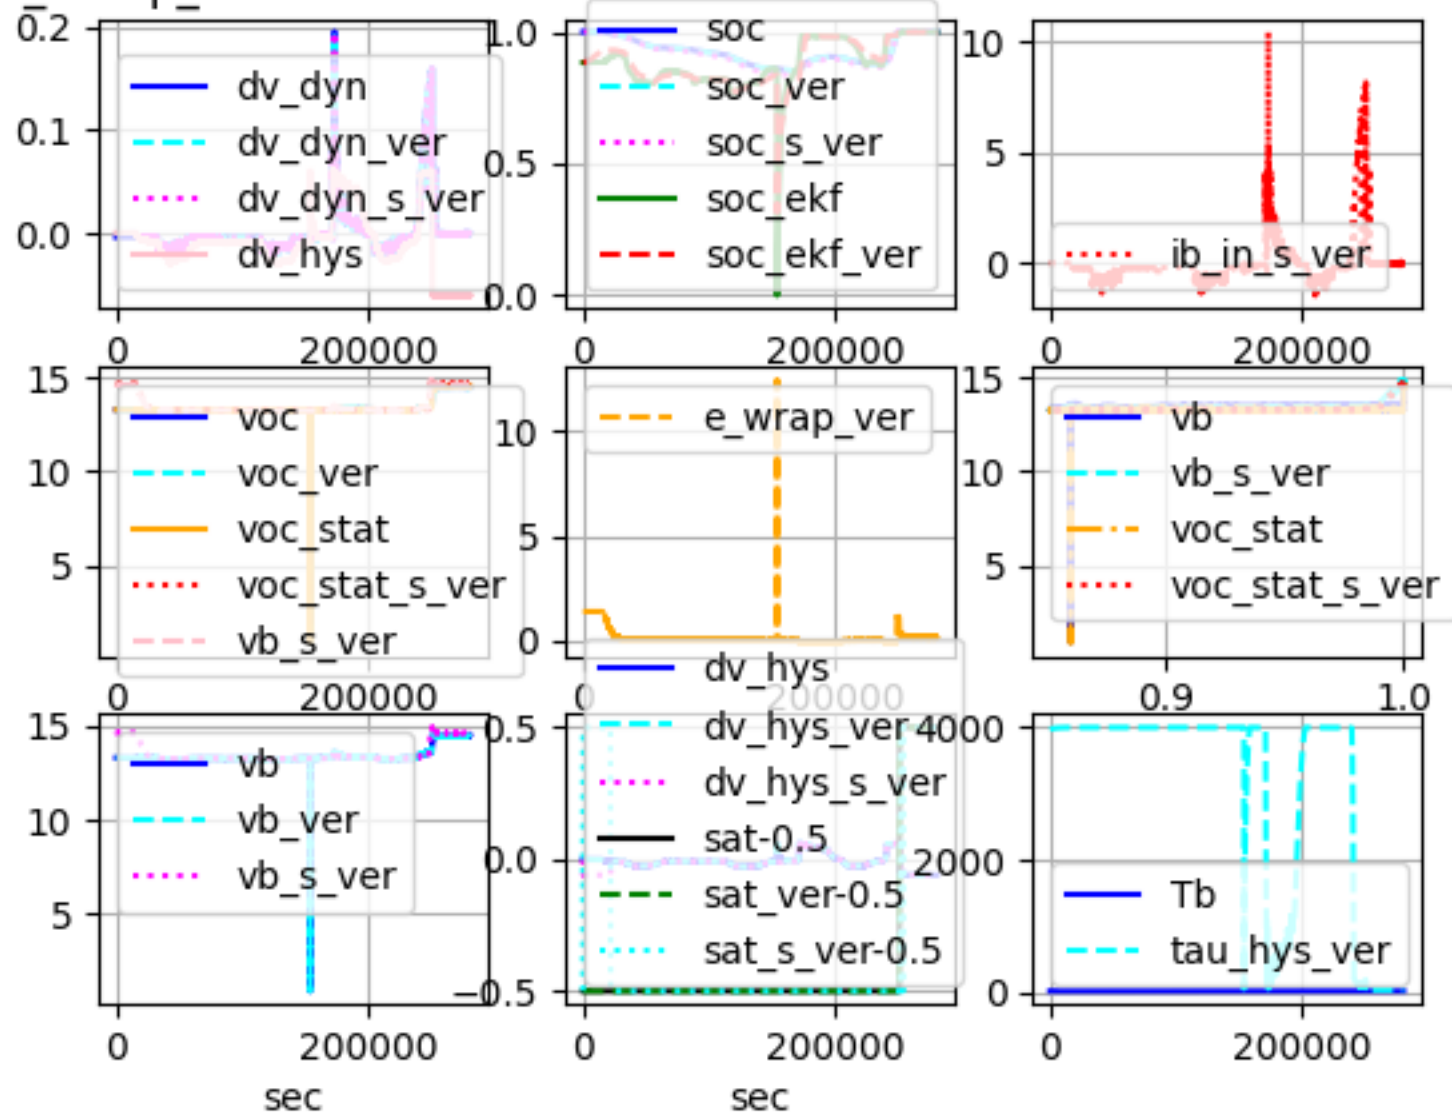 0.2
0.1
0.0
dv_dyn
dv_dyn_ver
dv_dyn_s_ver
dv_hys
0 200000
1.0
0.5
0.0
soc
soc_ver
soc_s_ver
soc_ekf
soc_ekf_ver
0 200000
10
5
0
ib_in_s_ver
0 200000
15
10
5
voc
voc_ver
voc_stat
voc_stat_s_ver
vb_s_ver
0 200000
10
5
0
e_wrap_ver
0 200000
15
10
5
vb
vb_s_ver
voc_stat
voc_stat_s_ver
0.9 1.0
15
10
5
vb
vb_ver
vb_s_ver
0 200000
sec
0.5
0.0
−0.5
dv_hys
dv_hys_ver
dv_hys_s_ver
sat-0.5
sat_ver-0.5
sat_s_ver-0.5
0 200000
sec
4000
2000
0
Tb
tau_hys_ver
0 200000